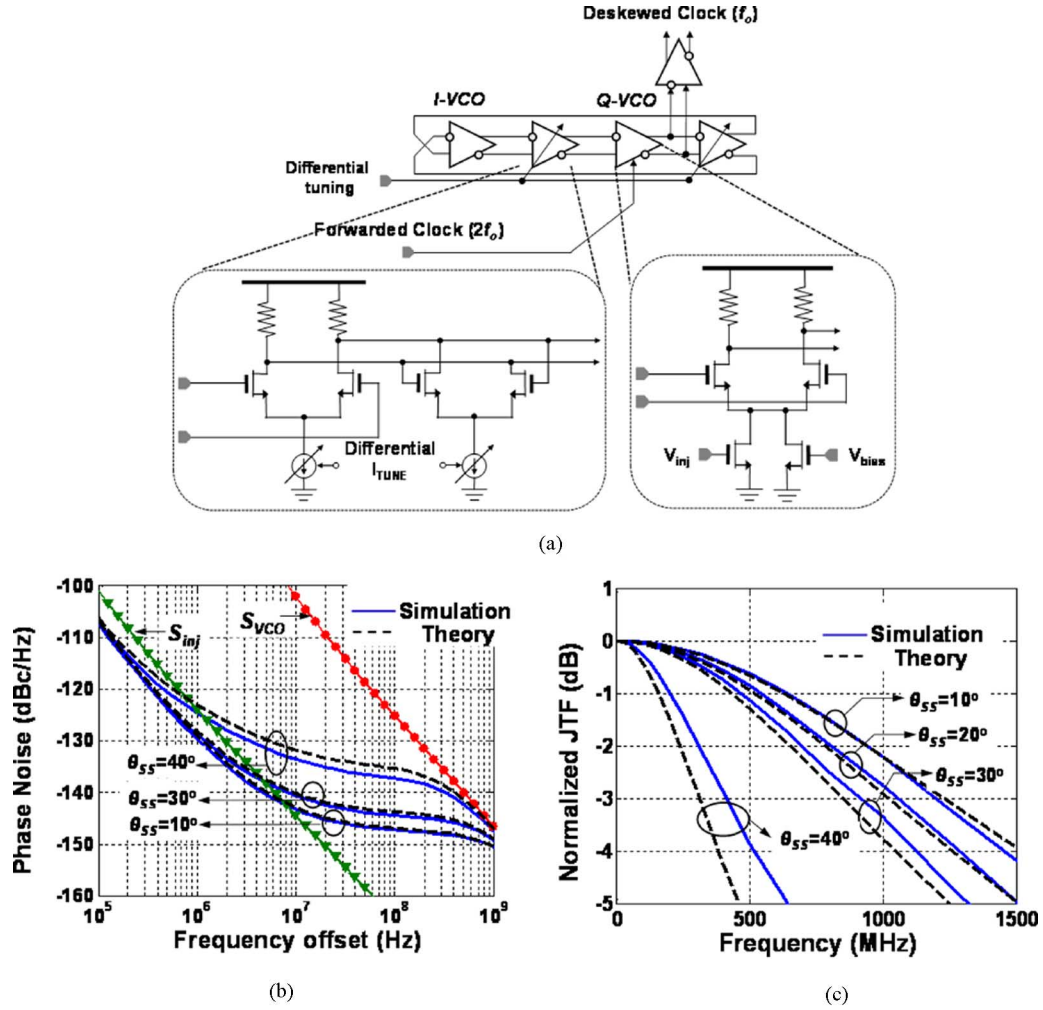 Deskewed Clock (fo)
I-VCO
Q-VCO
Differential
tuning
Forwarded Clock (2fo)
Differential
ITUNE
Vinj
Vbias
(a)
Phase Noise (dBc/Hz)
-100
-110
-120
-130
-140
-150
-160
Sinj
SVCO
Simulation
Theory
θSS=40°
θSS=30°
θSS=10°
10^5
10^6
10^7
10^8
10^9
Frequency offset (Hz)
(b)
Normalized JTF (dB)
1
0
-1
-2
-3
-4
-5
Simulation
Theory
θSS=10°
θSS=20°
θSS=30°
θSS=40°
0
500
1000
1500
Frequency (MHz)
(c)